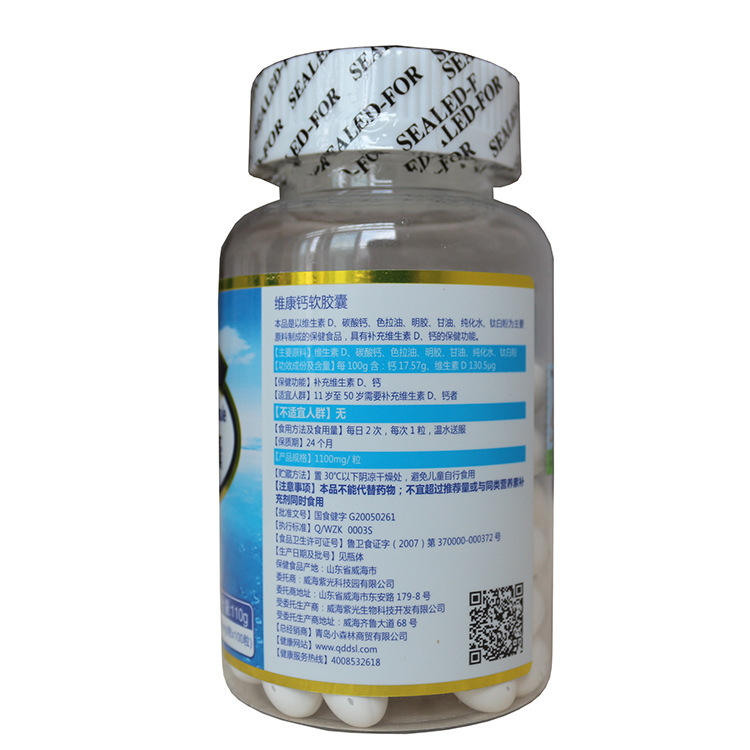 SEALED-FOR
SEALED-FOR
SEALED-FOR
SEALED-F
维康钙软胶囊
本品是以维生素 D、碳酸钙、色拉油、明胶、甘油、纯化水、钛白粉为主要
原料制成的保健食品，具有补充维生素 D、钙的保健功能。
【主要原料】维生素 D、碳酸钙、色拉油、明胶、甘油、纯化水、钛白粉
【功效成份及含量】每 100g 含：钙 17.57g、维生素 D 130.5μg
【保健功能】补充维生素 D、钙
【适宜人群】11 岁至 50 岁需要补充维生素 D、钙者
【不适宜人群】无
【食用方法及食用量】每日 2 次，每次 1 粒，温水送服
【保质期】24 个月
【产品规格】1100mg/ 粒
【贮藏方法】置 30℃以下阴凉干燥处，避免儿童自行食用
【注意事项】本品不能代替药物；不宜超过推荐量或与同类营养素补
充剂同时食用
【批准文号】国食健字 G20050261
【执行标准】Q/WZK 0003S
【食品卫生许可证号】鲁卫食证字（2007）第 370000-000372 号
【生产日期及批号】见瓶体
保健食品产地：山东省威海市
委托商：威海紫光科技园有限公司
委托商地址：山东省威海市东安路 179-8 号
受委托生产商：威海紫光生物科技开发有限公司
受委托生产商地址：威海齐鲁大道 68 号
【总经销商】青岛小森林商贸有限公司
【健康网站】www.qddsl.com
【健康服务热线】4008532618
110g
x100粒)